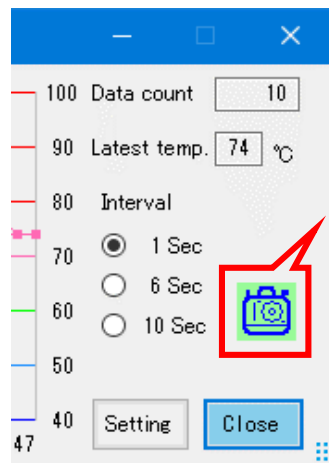 100 Data count 10
90 Latest temp. 74 ℃
80 Interval
70 1 Sec
6 Sec
60
10 Sec
50
40 Setting Close
47